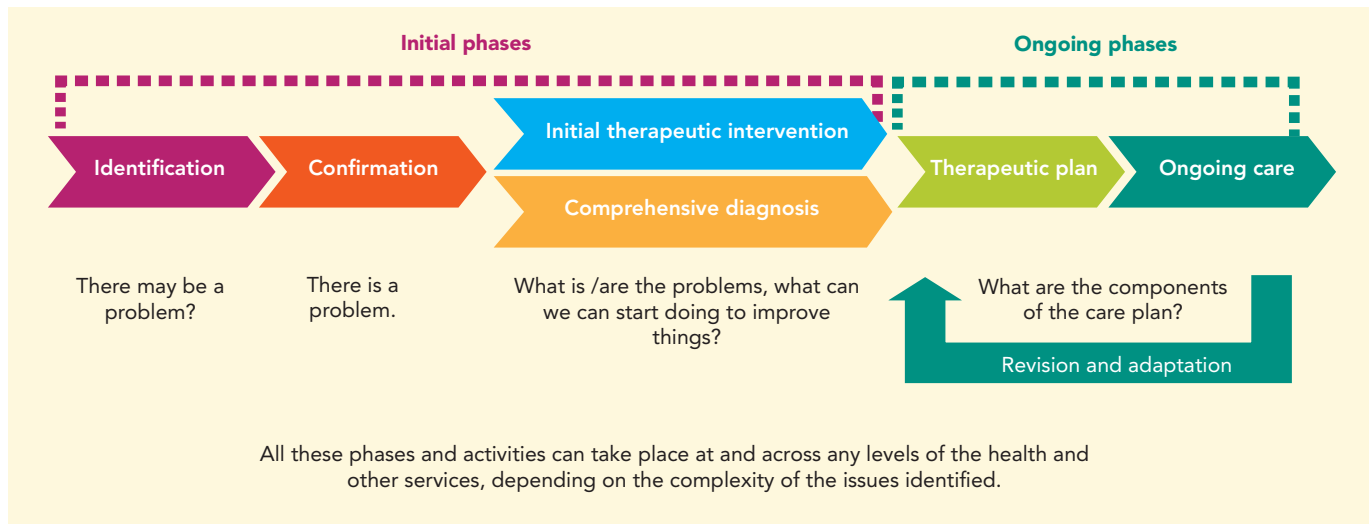 Initial phases
Ongoing phases
Identification
Confirmation
Initial therapeutic intervention
Comprehensive diagnosis
Therapeutic plan
Ongoing care
There may be a
problem?
There is a
problem.
What is /are the problems, what can
we can start doing to improve
things?
What are the components
of the care plan?
Revision and adaptation
All these phases and activities can take place at and across any levels of the health and
other services, depending on the complexity of the issues identified.